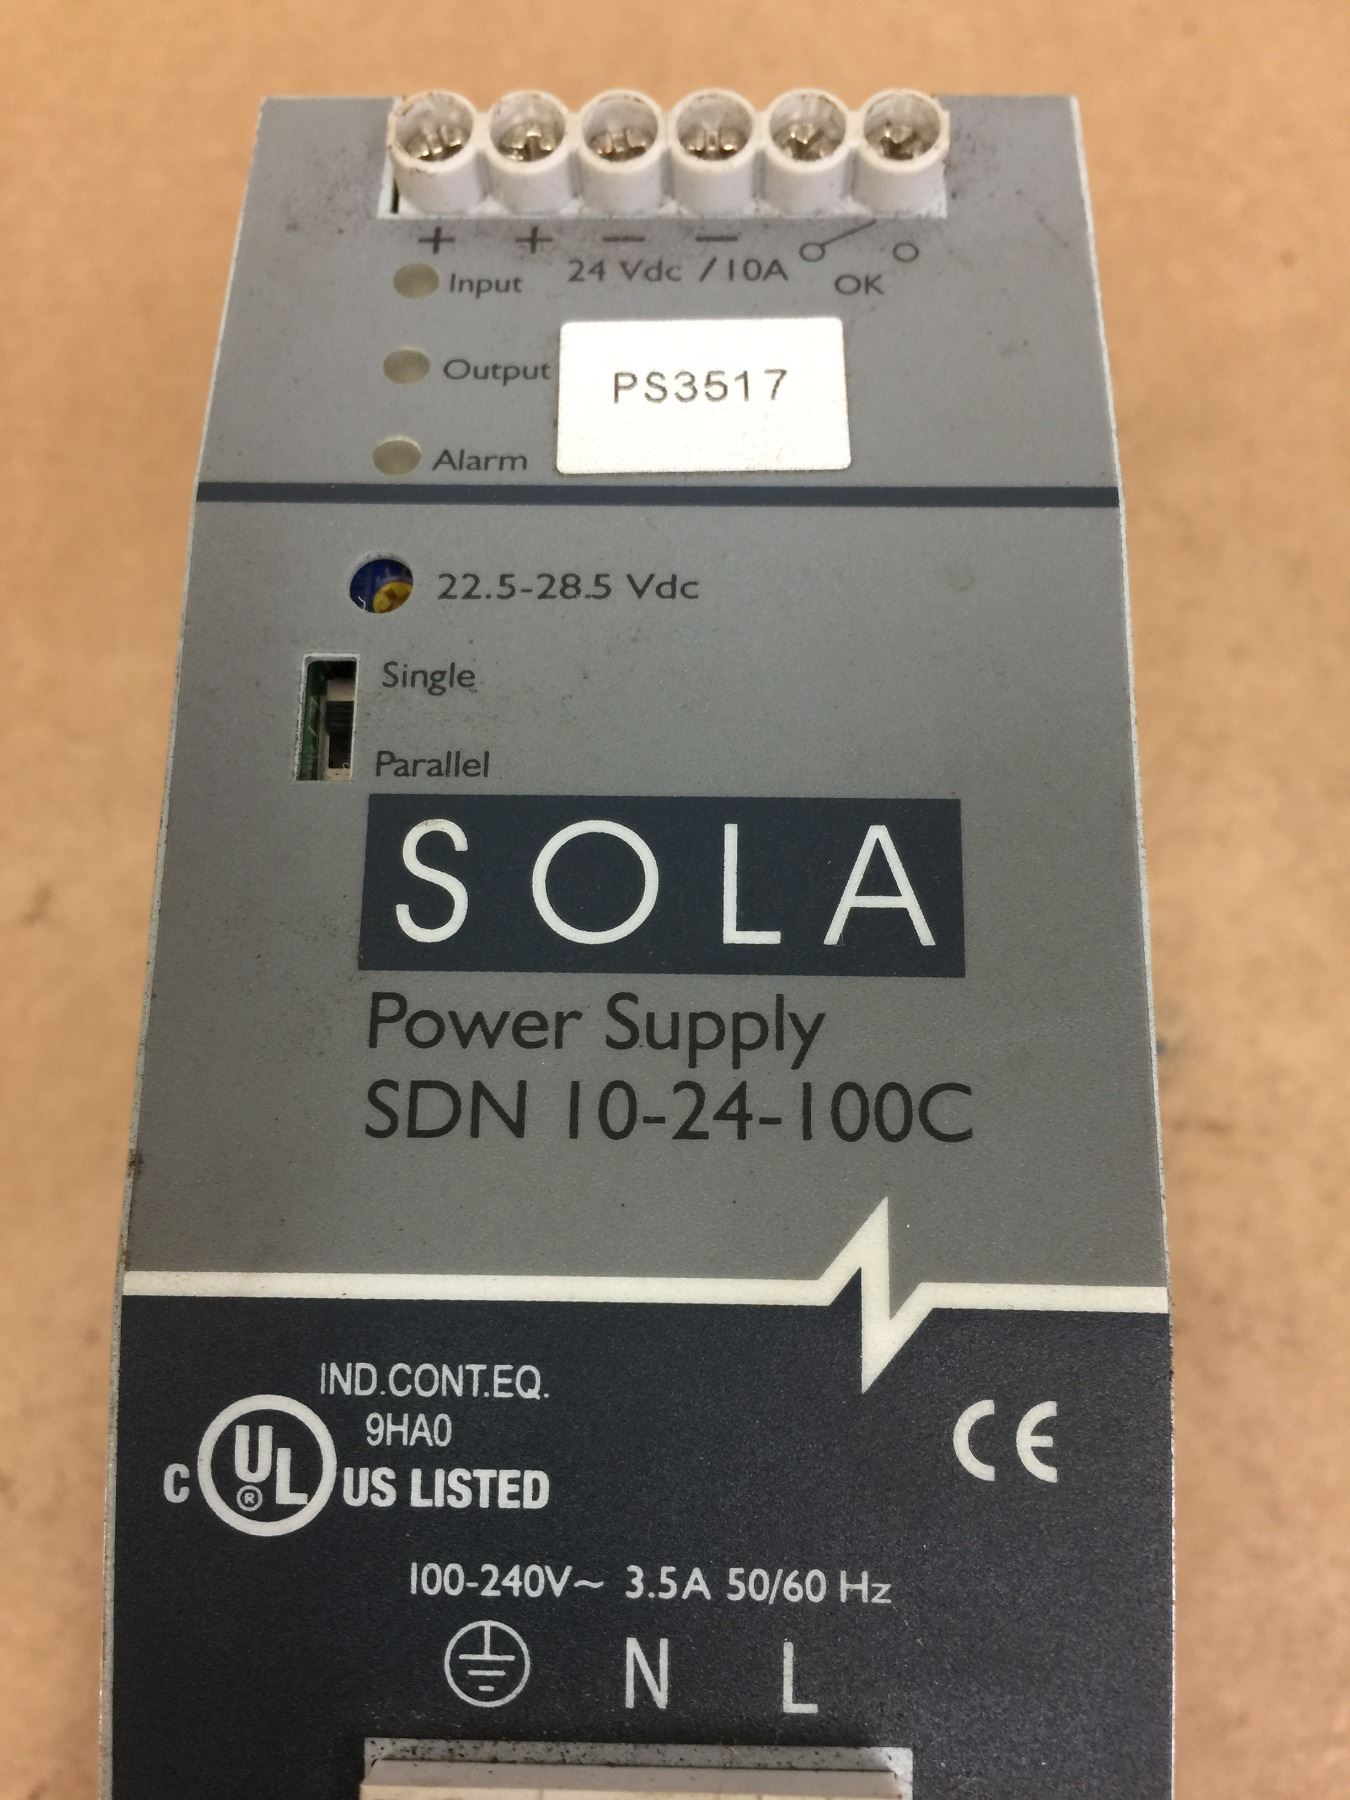 + + — —
24 Vdc /10A
OK
Input
Output
Alarm
PS3517
22.5-28.5 Vdc
Single
Parallel
SOLA
Power Supply
SDN 10-24-100C
IND.CONT.EQ.
9HA0
C UL® US LISTED
CE
100-240V~ 3.5A 50/60 Hz
N L